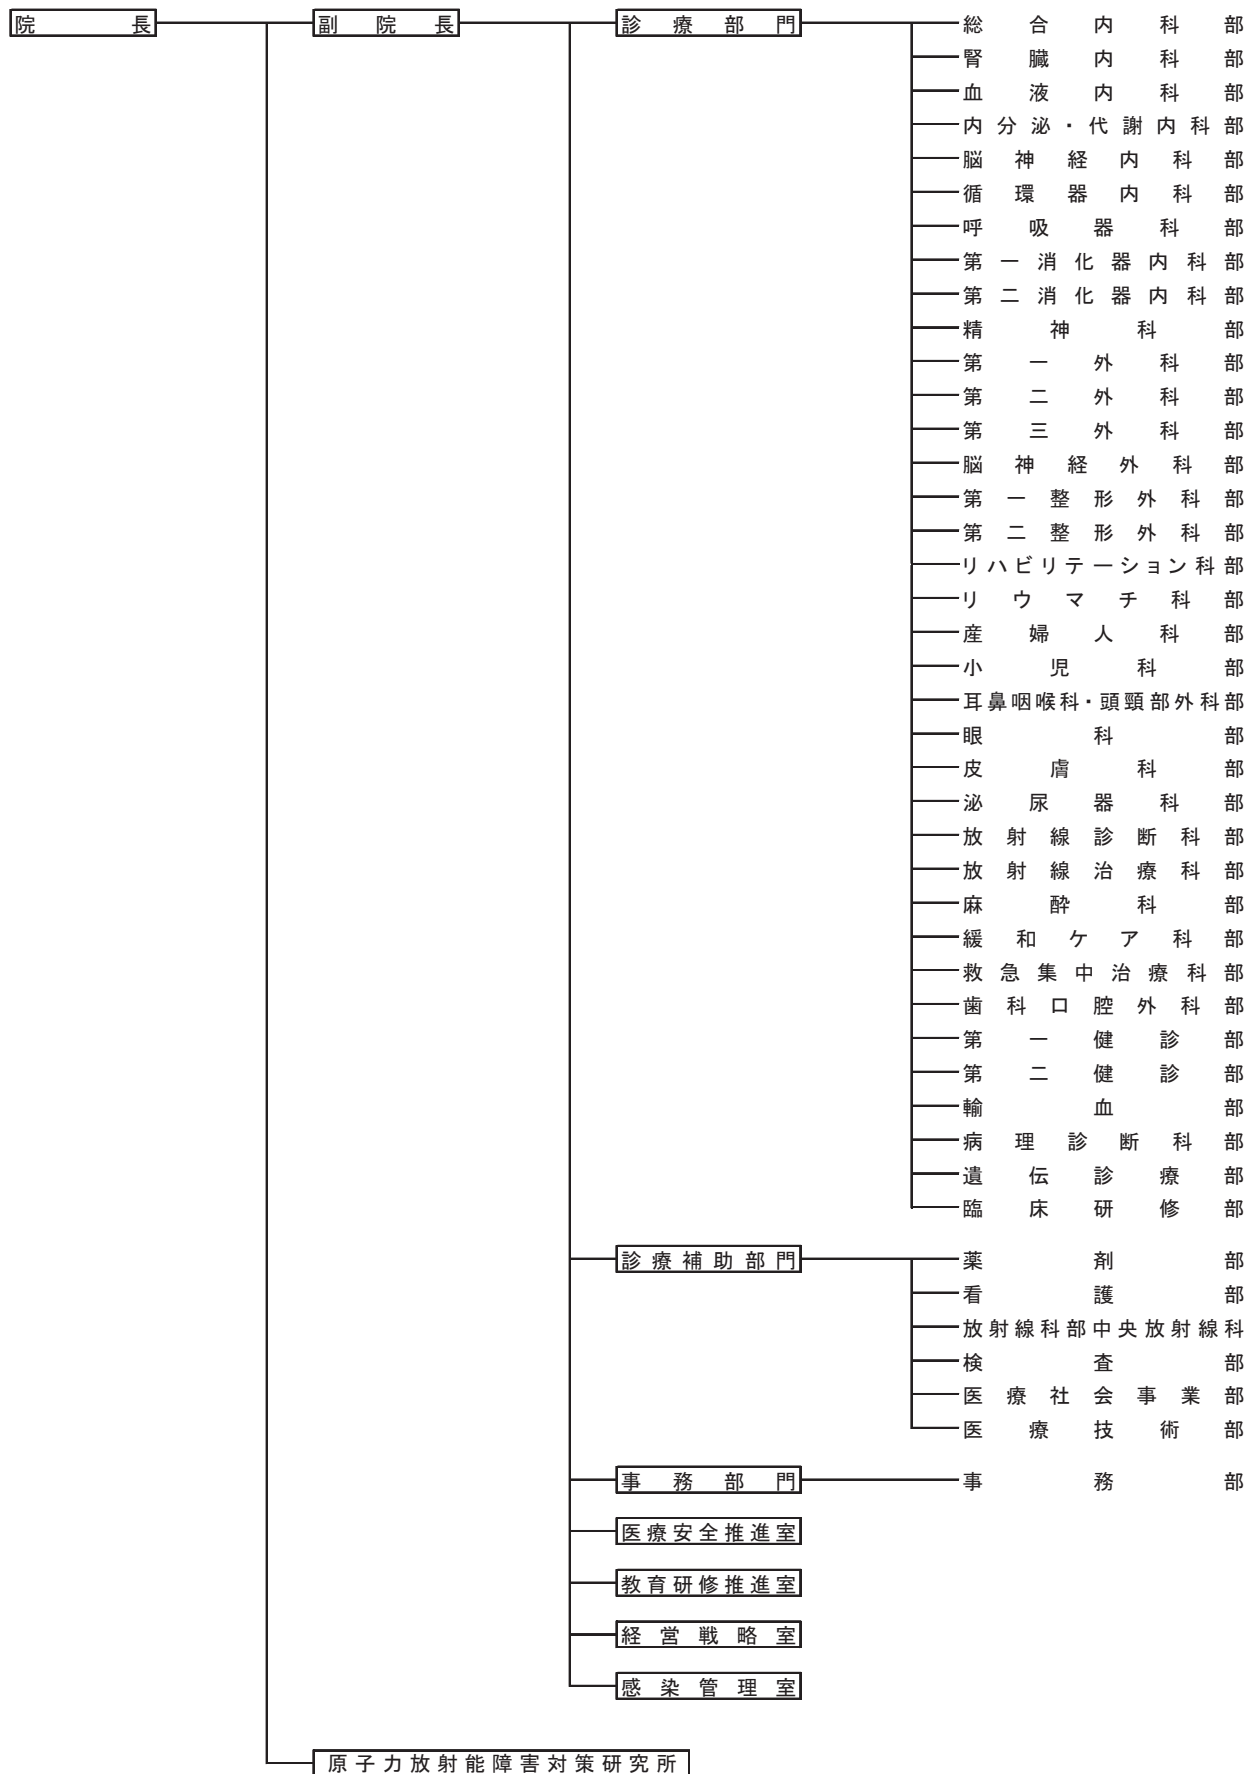 院長 副院長 診療部門 総合内科部
腎臓内科部
血液内科部
内分泌・代謝内科部
脳神経内科部
循環器内科部
呼吸器科部
第一消化器内科部
第二消化器内科部
精神科部
第一外科部
第二外科部
第三外科部
脳神経外科部
第一整形外科部
第二整形外科部
リハビリテーション科部
リウマチ科部
産婦人科部
小児科部
耳鼻咽喉科・頭頸部外科部
眼科部
皮膚科部
泌尿器科部
放射線診断科部
放射線治療科部
麻酔科部
緩和ケア科部
救急集中治療科部
歯科口腔外科部
第一健診部
第二健診部
輸血部
病理診断科部
遺伝診療部
臨床研修部
診療補助部門 薬剤部
看護部
放射線科部中央放射線科
検査部
医療社会事業部
医療技術部
事務部門 事務部
医療安全推進室
教育研修推進室
経営戦略室
感染管理室
原子力放射能障害対策研究所